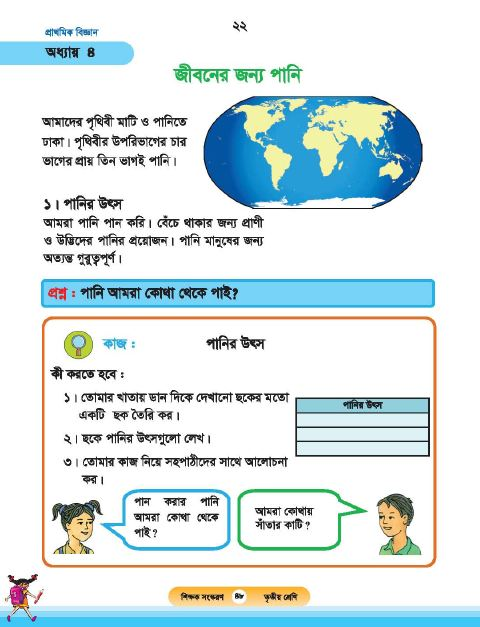 ২২
প্রাথমিক বিজ্ঞান
অধ্যায় ৪
জীবনের জন্য পানি
আমাদের পৃথিবী মাটি ও পানিতে
ঢাকা। পৃথিবীর উপরিভাগের চার
ভাগের প্রায় তিন ভাগই পানি।
১। পানির উৎস
আমরা পানি পান করি। বেঁচে থাকার জন্য প্রাণী
ও উদ্ভিদের পানির প্রয়োজন। পানি মানুষের জন্য
অত্যন্ত গুরুত্বপূর্ণ।
প্রশ্ন : পানি আমরা কোথা থেকে পাই?
কাজ : পানির উৎস
কী করতে হবে :
১। তোমার খাতায় ডান দিকে দেখানো ছকের মতো
একটি ছক তৈরি কর।
২। ছকে পানির উৎসগুলো লেখ।
৩। তোমার কাজ নিয়ে সহপাঠীদের সাথে আলোচনা
কর।
পানির উৎস
পান করার পানি
আমরা কোথা থেকে
পাই?
আমরা কোথায়
সাঁতার কাটি?
শিক্ষক সংস্করণ ৪৮ তৃতীয় শ্রেণি